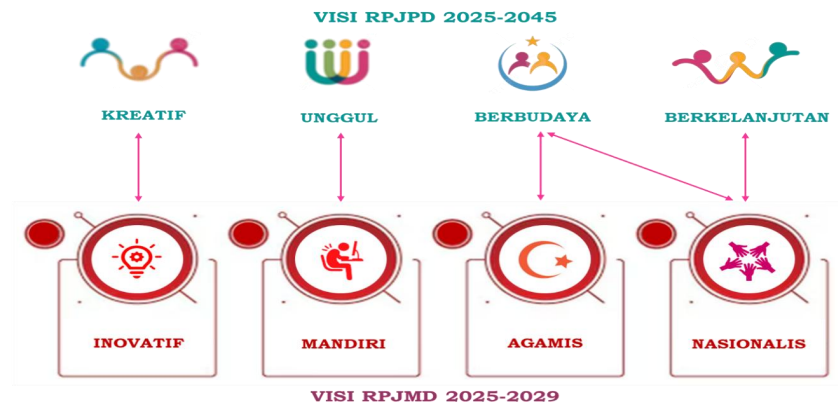 VISI RPJPD 2025-2045
KREATIF
UNGGUL
BERBUDAYA
BERKELANJUTAN
INOVATIF
MANDIRI
AGAMIS
NASIONALIS
VISI RPJMD 2025-2029